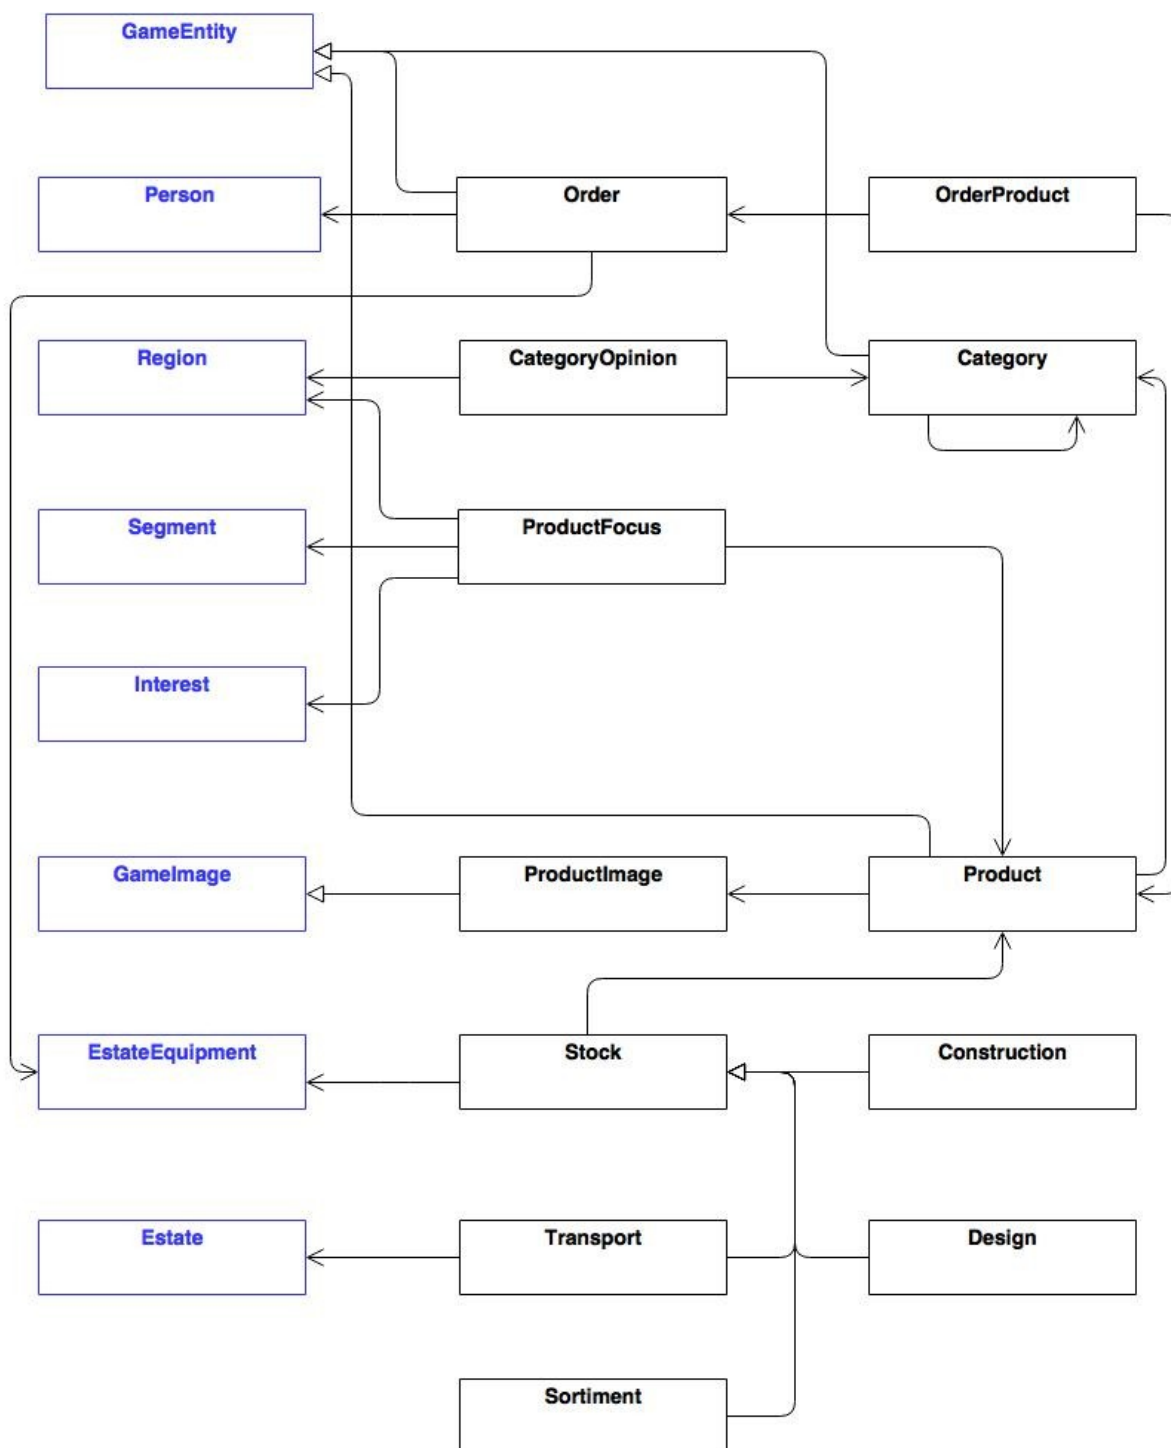 GameEntity
Person
Order
OrderProduct
Region
CategoryOpinion
Category
Segment
ProductFocus
Interest
GameImage
ProductImage
Product
EstateEquipment
Stock
Construction
Estate
Transport
Design
Sortiment